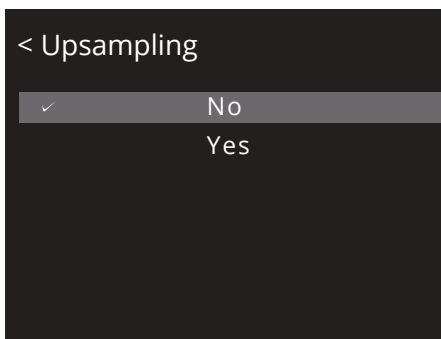 < Upsampling
✓ No
Yes